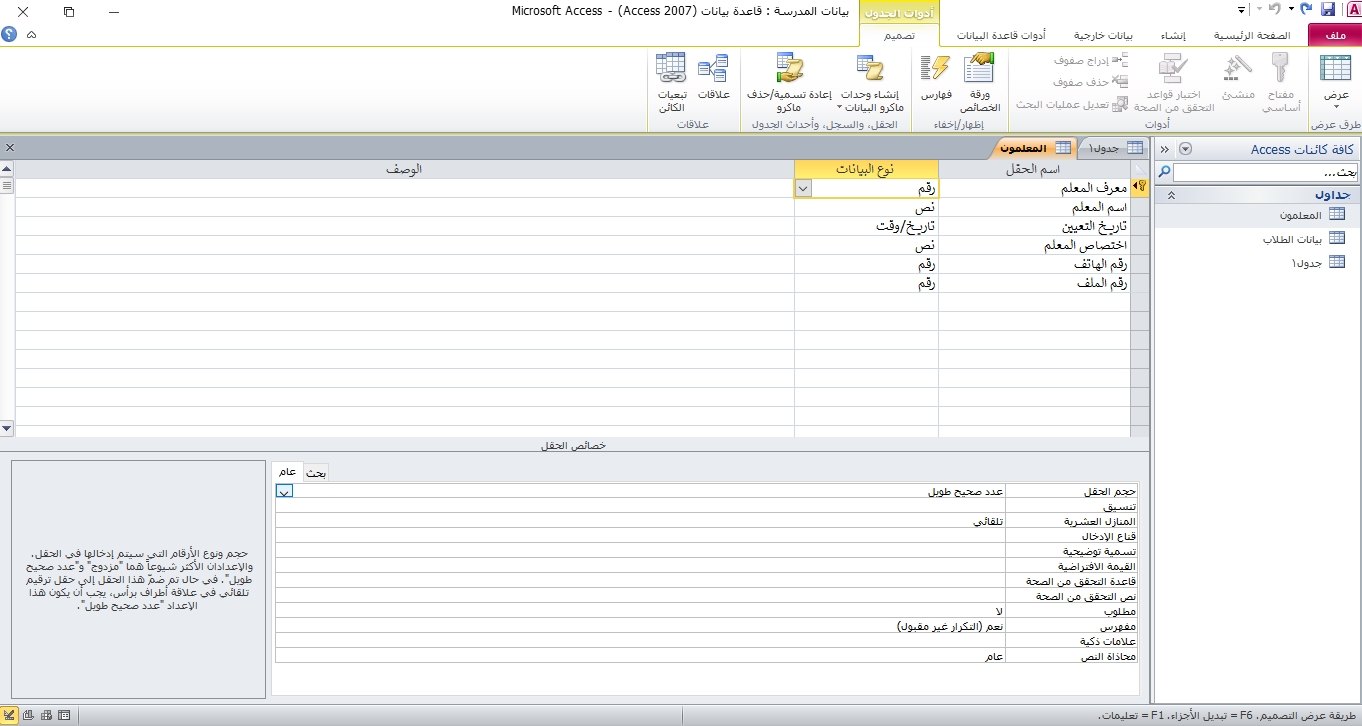 بيانات المدرسة : قاعدة بيانات (Access 2007) - Microsoft Access
أدوات الجدول
ملف
الصفحة الرئيسية
إنشاء
بيانات خارجية
أدوات قاعدة البيانات
تصميم
عرض
مفتاح أساسي
منشئ
اختبار قواعد التحقق من الصحة
إدراج صفوف
حذف صفوف
تعديل عمليات البحث
ورقة الخصائص
فهارس
إنشاء وحدات ماكرو البيانات
إعادة تسمية/حذف ماكرو
علاقات
تبعيات الكائن
طرق عرض
أدوات
إظهار/إخفاء
الحقل، والسجل، وأحداث الجدول
علاقات
كافة كائنات Access
بحث...
جداول
المعلمون
بيانات الطلاب
جدول١
جدول١
المعلمون
اسم الحقل نوع البيانات الوصف
معرف المعلم رقم
اسم المعلم نص
تاريخ التعيين تاريخ/وقت
اختصاص المعلم نص
رقم الهاتف رقم
رقم الملف رقم
خصائص الحقل
بحث عام
حجم الحقل عدد صحيح طويل
تنسيق
المنازل العشرية تلقائي
قناع الإدخال
تسمية توضيحية
القيمة الافتراضية
قاعدة التحقق من الصحة
نص التحقق من الصحة
مطلوب لا
مفهرس نعم (التكرار غير مقبول)
علامات ذكية
محاذاة النص عام
حجم ونوع الأرقام التي سيتم إدخالها في الحقل.
والإعدادان الأكثر شيوعاً هما "مزدوج" و"عدد صحيح
طويل". في حال تم ضمّ هذا الحقل إلى حقل ترقيم
تلقائي في علاقة أطراف برأس، يجب أن يكون هذا
الإعداد "عدد صحيح طويل".
طريقة عرض التصميم. F6 = تبديل الأجزاء. F1 = تعليمات.